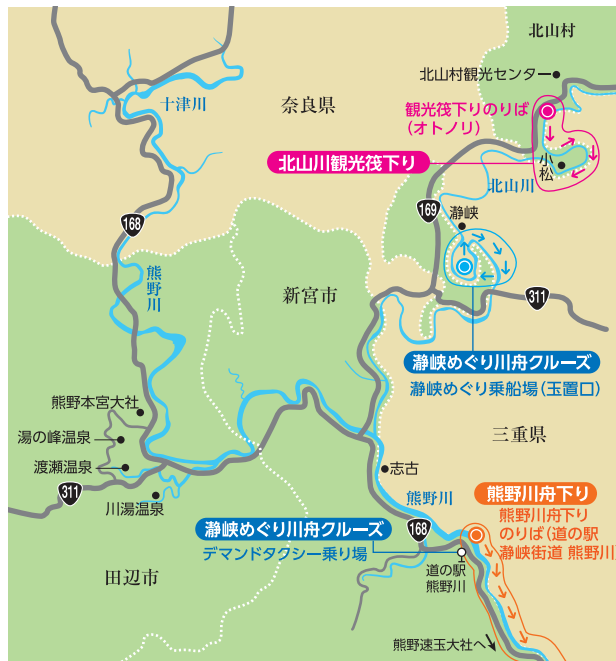 北山村
北山村観光センター
十津川
奈良県
観光筏下りのりば
(オトノリ)
北山川観光筏下り
小松
北山川
169
瀞峡
168
熊野川
新宮市
311
瀞峡めぐり川舟クルーズ
瀞峡めぐり乗船場(玉置口)
熊野本宮大社
湯の峰温泉
渡瀬温泉
311
川湯温泉
三重県
志古
熊野川
熊野川舟下り
熊野川舟下り
のりば(道の駅
瀞峡街道 熊野川)
瀞峡めぐり川舟クルーズ
デマンドタクシー乗り場
168
道の駅
熊野川
田辺市
熊野速玉大社へ